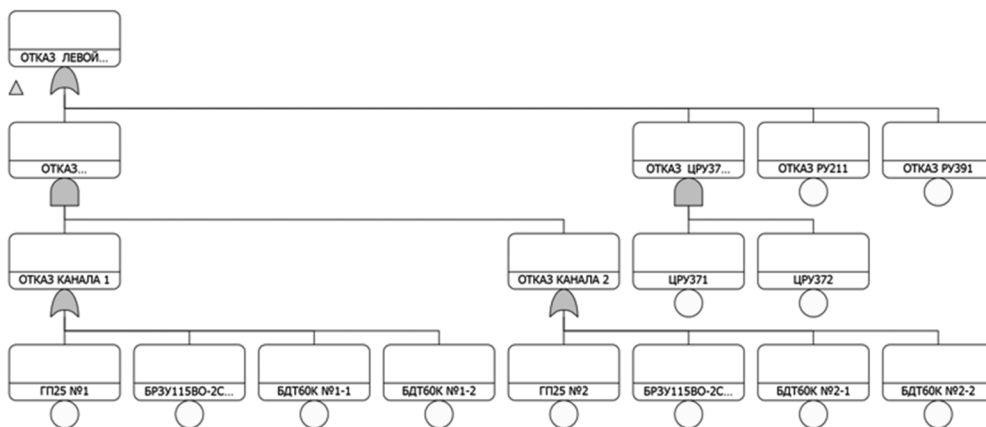 ОТКАЗ ЛЕВОЙ...
ОТКАЗ...
ОТКАЗ ЦРУ37...
ОТКАЗ РУ211
ОТКАЗ РУ391
ОТКАЗ КАНАЛА 1
ОТКАЗ КАНАЛА 2
ЦРУ371
ЦРУ372
ГП25 №1
БРЗУ115ВО-2С...
БДТ60К №1-1
БДТ60К №1-2
ГП25 №2
БРЗУ115ВО-2С...
БДТ60К №2-1
БДТ60К №2-2